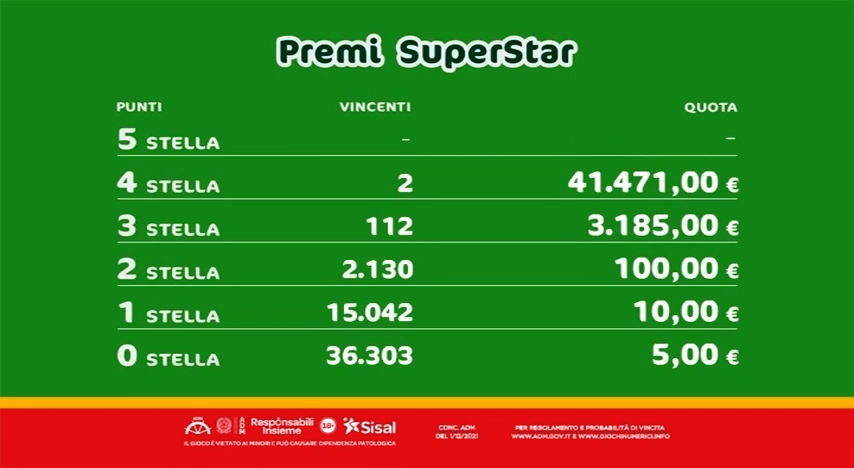 Premi SuperStar
PUNTI VINCENTI QUOTA
5 STELLA – –
4 STELLA 2 41.471,00 €
3 STELLA 112 3.185,00 €
2 STELLA 2.130 100,00 €
1 STELLA 15.042 10,00 €
0 STELLA 36.303 5,00 €
ADM Responsabili Insieme 18+ Sisal
IL GIOCO È VIETATO AI MINORI E PUÒ CAUSARE DIPENDENZA PATOLOGICA
CONC. ADM
DEL 1/12/2021
PER REGOLAMENTO E PROBABILITÀ DI VINCITA
WWW.ADM.GOV.IT E WWW.GIOCHINUMERICI.INFO